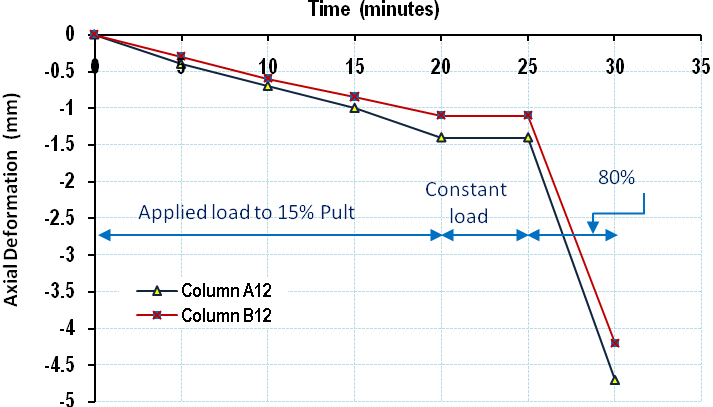 Time (minutes)
0
0 5 10 15 20 25 30 35
-0.5
-1
-1.5
-2
-2.5
-3
-3.5
-4
-4.5
-5
Axial Deformation (mm)
Applied load to 15% Pult
Constant
load
80%
Column A12
Column B12